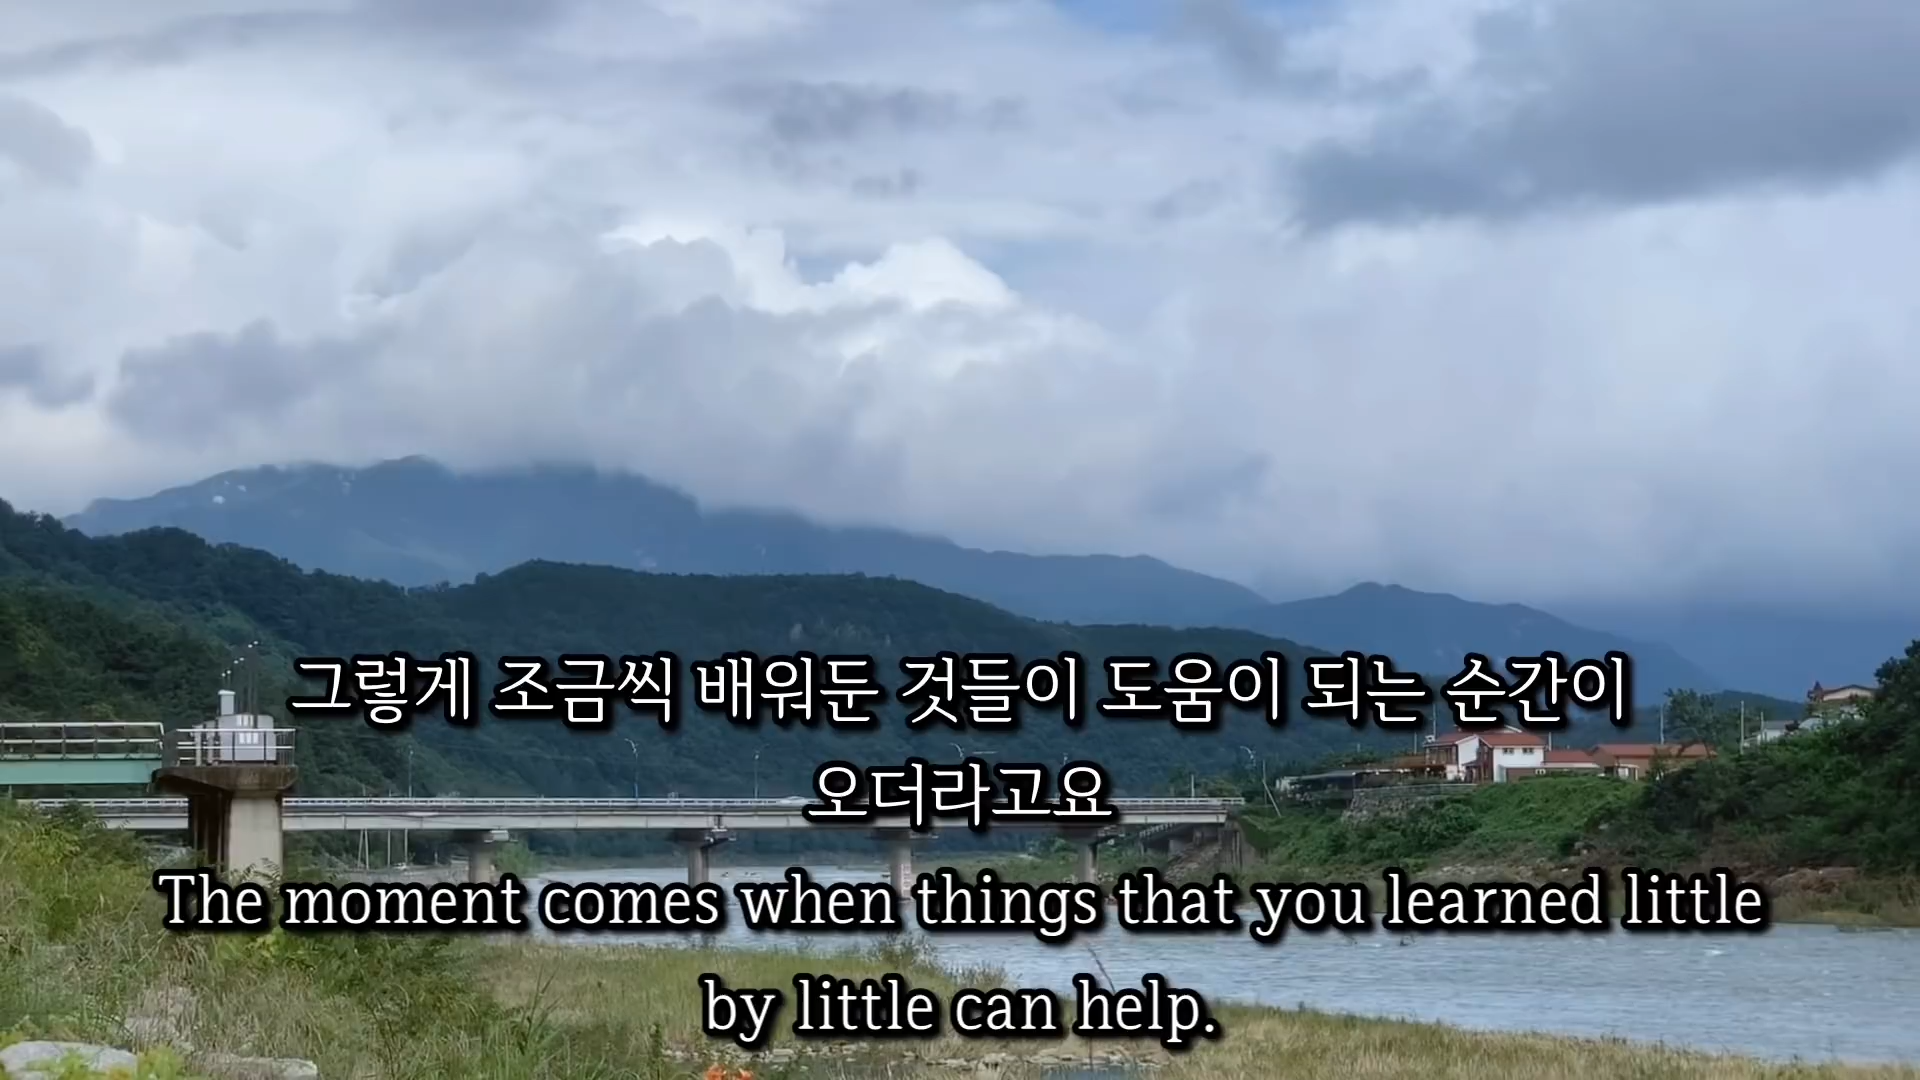 그렇게 조금씩 배워둔 것들이 도움이 되는 순간이
오더라고요
The moment comes when things that you learned little
by little can help.